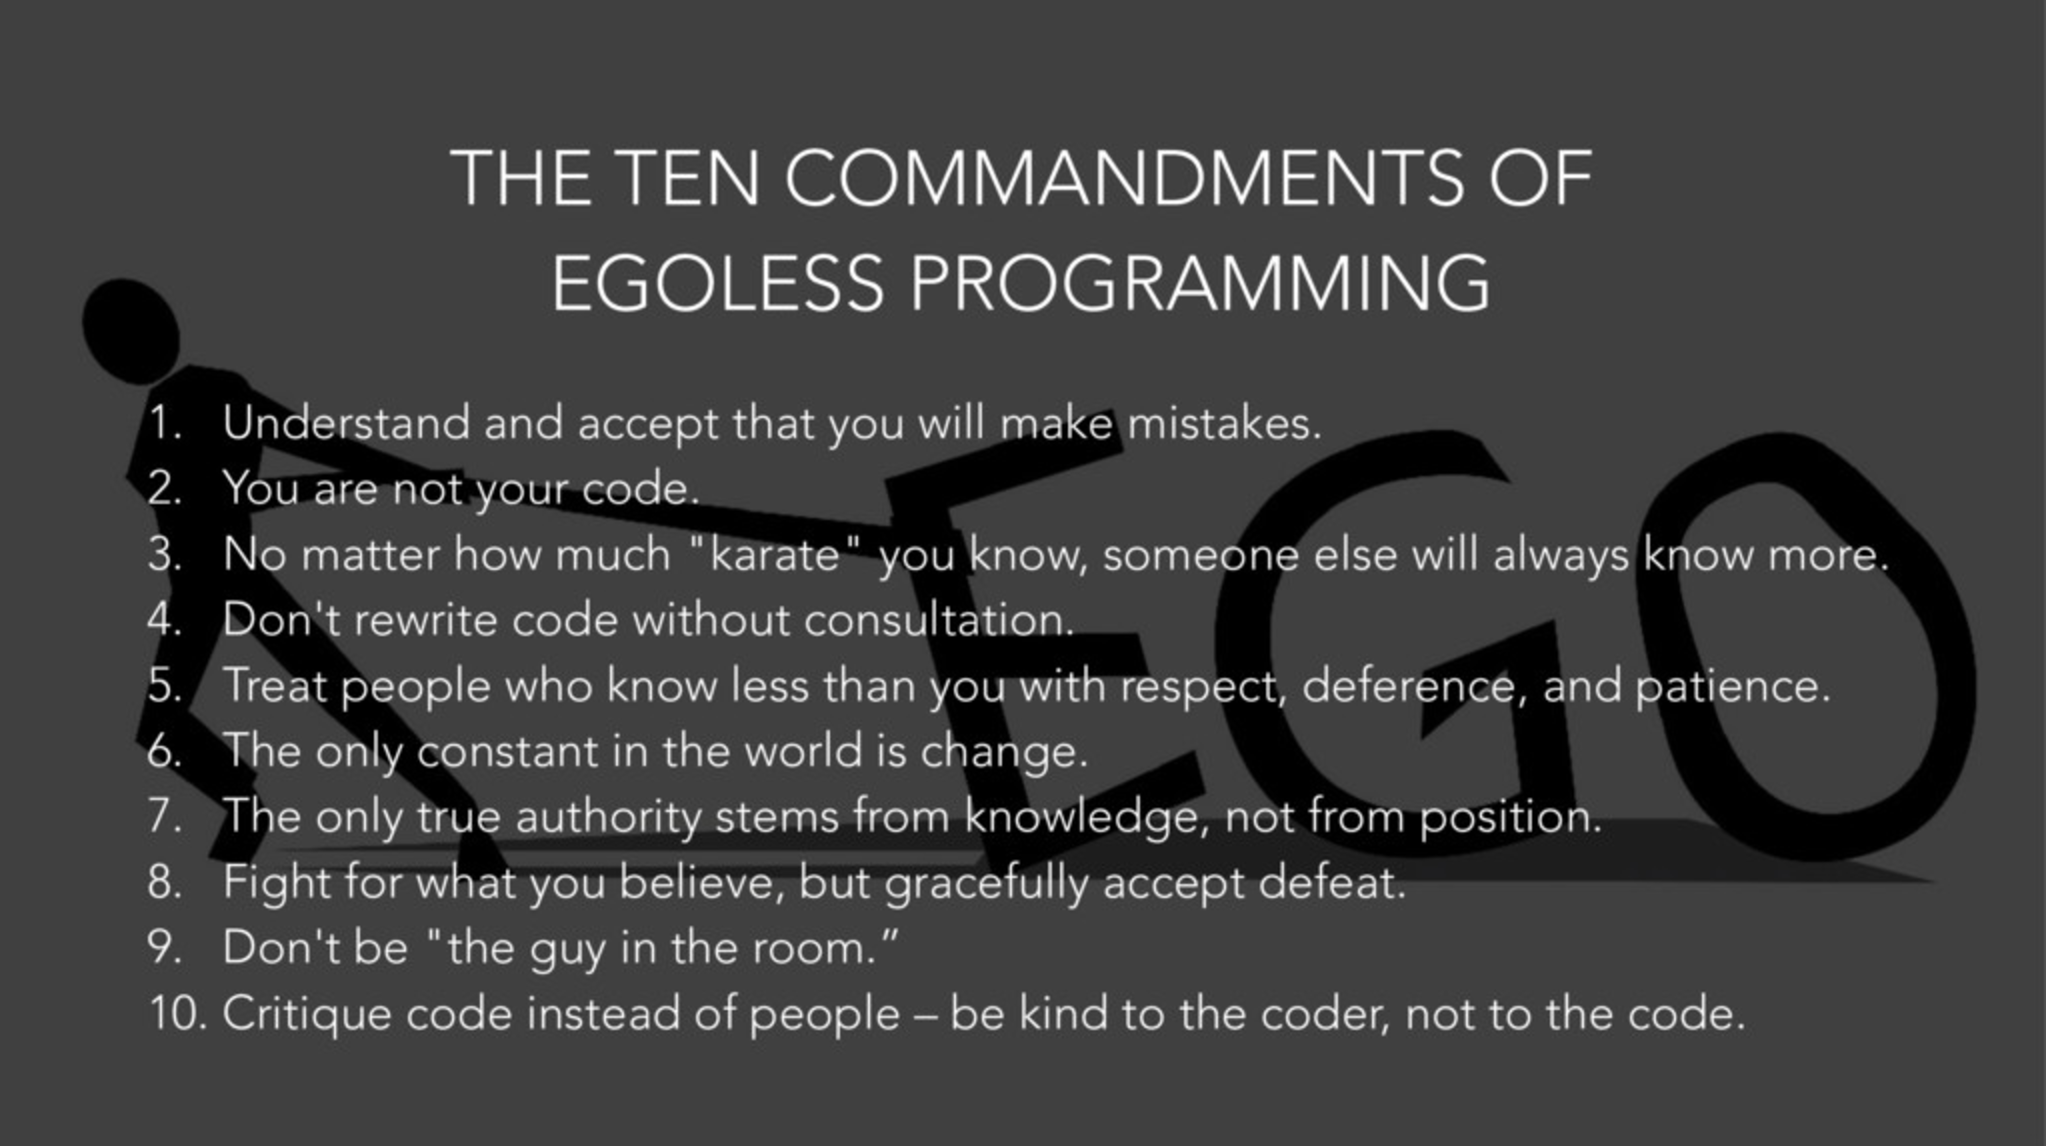 THE TEN COMMANDMENTS OF
EGOLESS PROGRAMMING
EGO
1. Understand and accept that you will make mistakes.
2. You are not your code.
3. No matter how much "karate" you know, someone else will always know more.
4. Don't rewrite code without consultation.
5. Treat people who know less than you with respect, deference, and patience.
6. The only constant in the world is change.
7. The only true authority stems from knowledge, not from position.
8. Fight for what you believe, but gracefully accept defeat.
9. Don't be "the guy in the room.”
10. Critique code instead of people – be kind to the coder, not to the code.